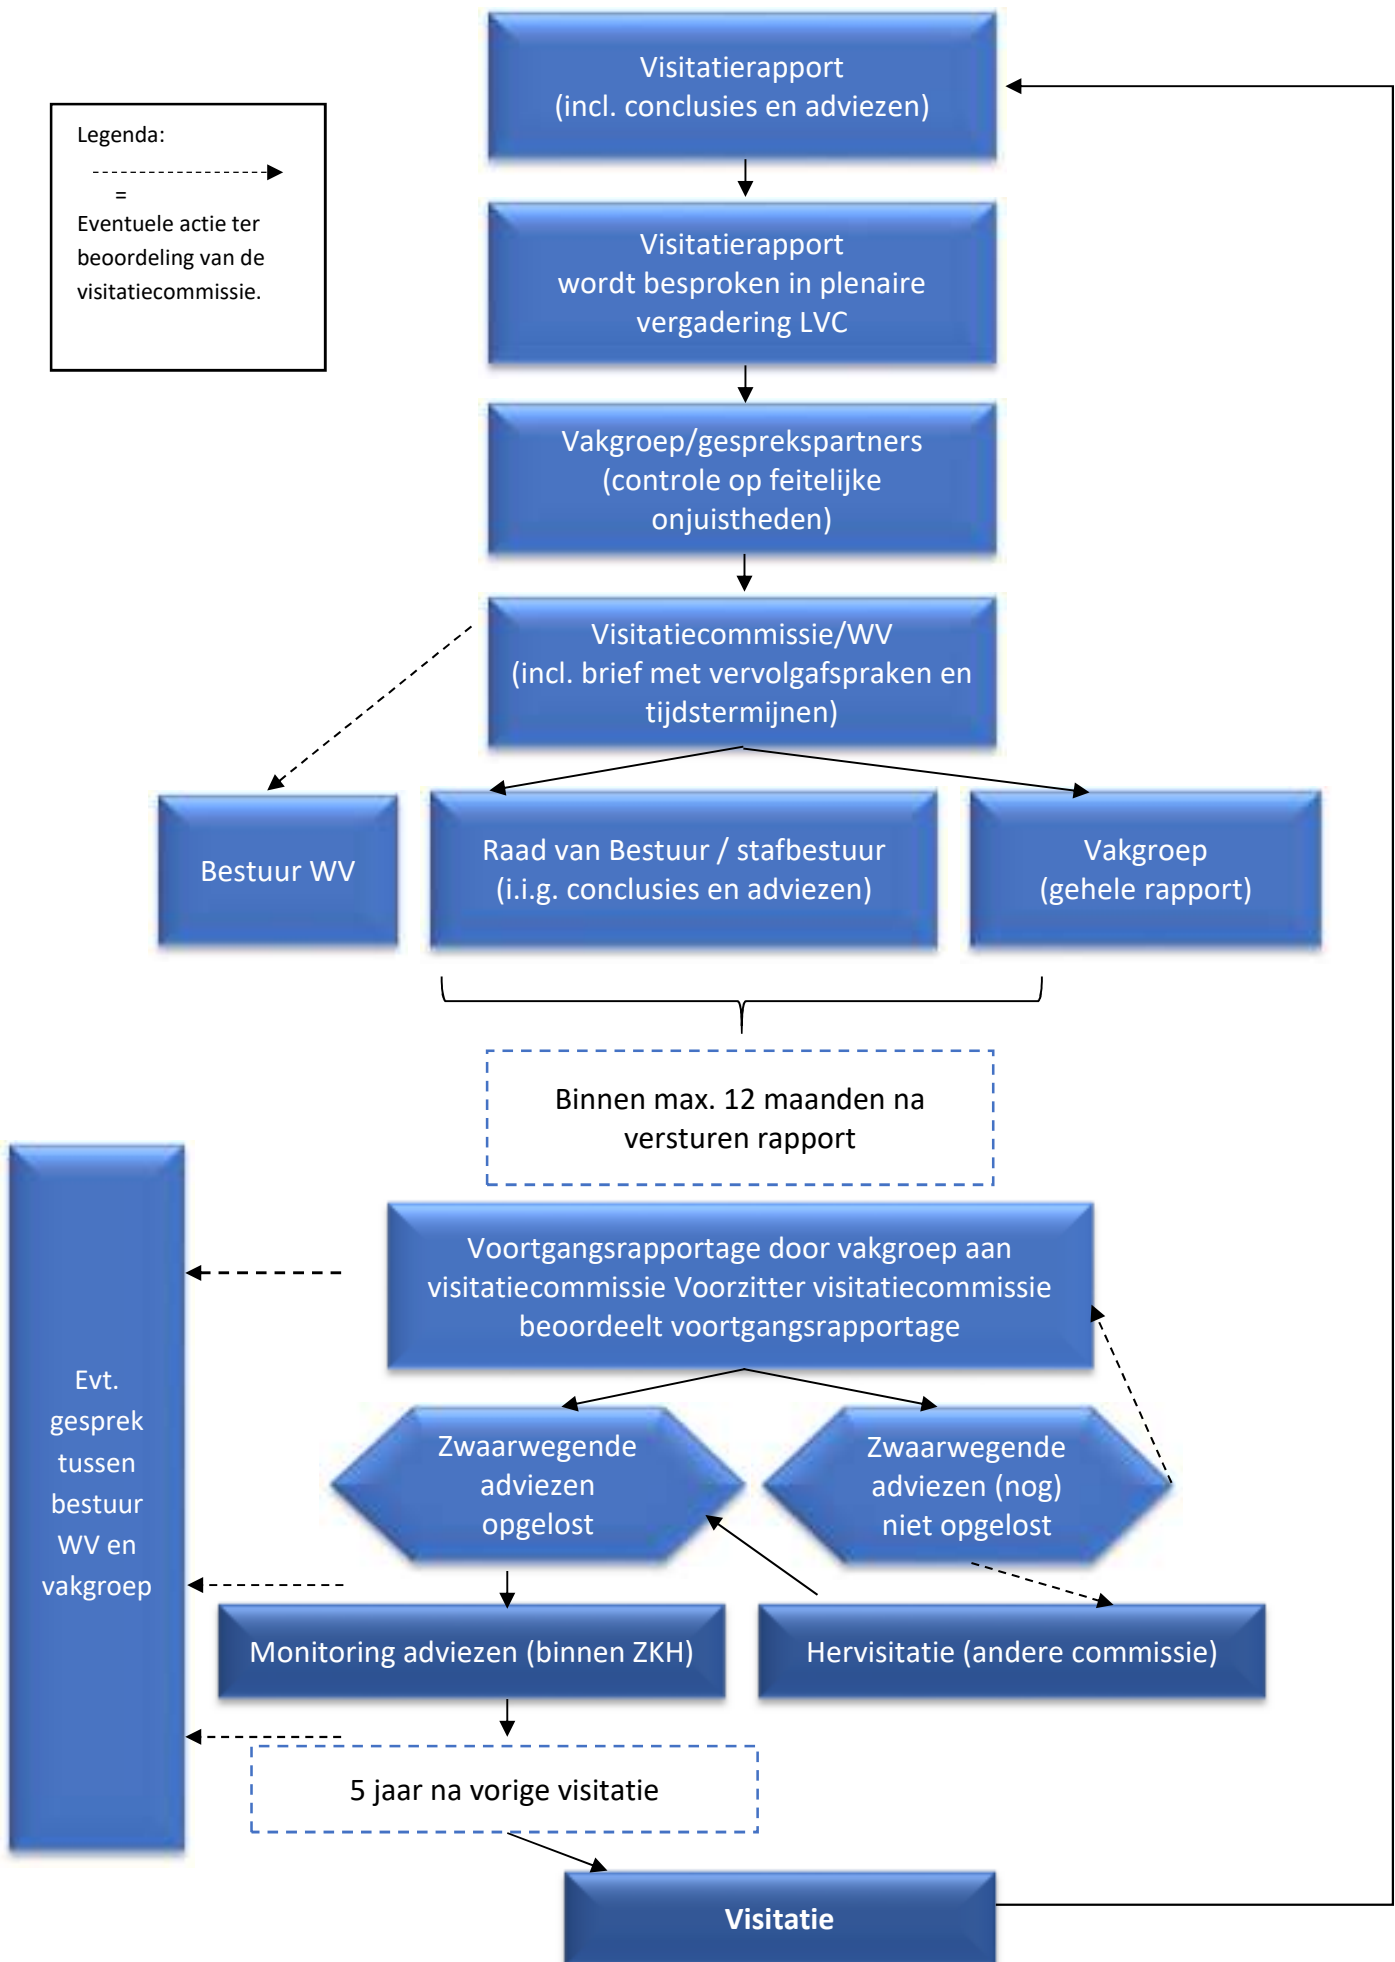 Visitatierapport
(incl. conclusies en adviezen)
Legenda:
=
Eventuele actie ter
beoordeling van de
visitatiecommissie.
Visitatierapport
wordt besproken in plenaire
vergadering LVC
Vakgroep/gesprekspartners
(controle op feitelijke
onjuistheden)
Visitatiecommissie/WV
(incl. brief met vervolgafspraken en
tijdstermijnen)
Bestuur WV
Raad van Bestuur / stafbestuur
(i.i.g. conclusies en adviezen)
Vakgroep
(gehele rapport)
Binnen max. 12 maanden na
versturen rapport
Voortgangsrapportage door vakgroep aan
visitatiecommissie Voorzitter visitatiecommissie
beoordeelt voortgangsrapportage
Evt.
gesprek
tussen
bestuur
WV en
vakgroep
Zwaarwegende
adviezen
opgelost
Zwaarwegende
adviezen (nog)
niet opgelost
Monitoring adviezen (binnen ZKH)
Hervisitatie (andere commissie)
5 jaar na vorige visitatie
Visitatie